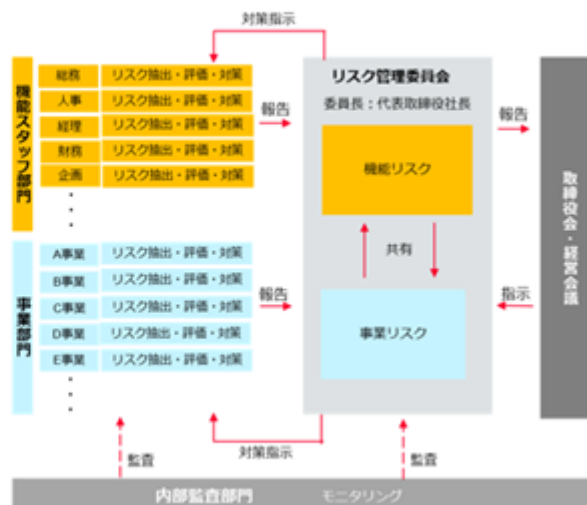 対策指示
機能スタッフ部門
総務 リスク抽出・評価・対策
人事 リスク抽出・評価・対策
経理 リスク抽出・評価・対策
財務 リスク抽出・評価・対策
企画 リスク抽出・評価・対策
・
・
・
報告
リスク管理委員会
委員長：代表取締役社長
機能リスク
共有
事業リスク
報告
指示
取締役会・経営会議
事業部門
A事業 リスク抽出・評価・対策
B事業 リスク抽出・評価・対策
C事業 リスク抽出・評価・対策
D事業 リスク抽出・評価・対策
E事業 リスク抽出・評価・対策
・
・
・
報告
対策指示
監査
監査
内部監査部門 モニタリング